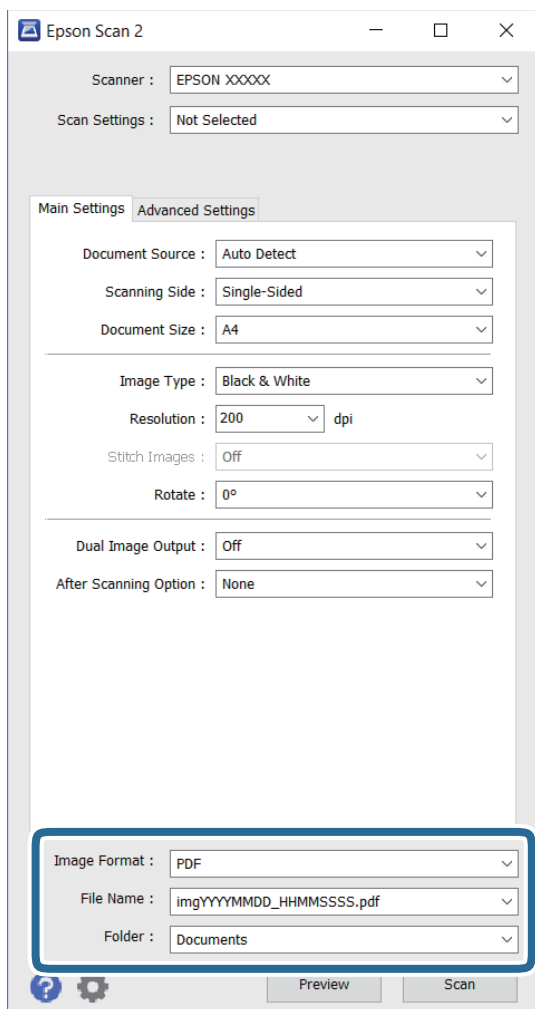 Epson Scan 2
Scanner : EPSON XXXXX
Scan Settings : Not Selected
Main Settings Advanced Settings
Document Source : Auto Detect
Scanning Side : Single-Sided
Document Size : A4
Image Type : Black & White
Resolution : 200 dpi
Stitch Images : Off
Rotate : 0°
Dual Image Output : Off
After Scanning Option : None
Image Format : PDF
File Name : imgYYYYMMDD_HHMMSSSS.pdf
Folder : Documents
? Preview Scan